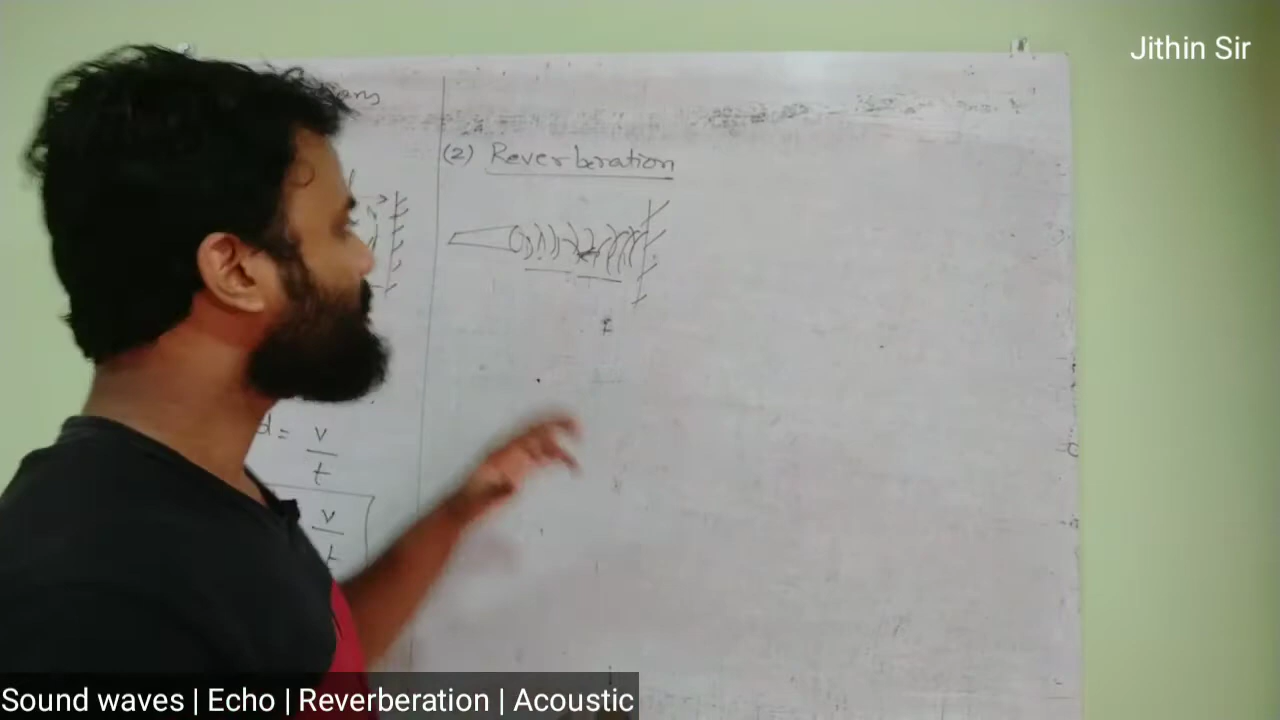 Jithin Sir
(2) Reverberation
d = v
t
v
t
Sound waves | Echo | Reverberation | Acoustic